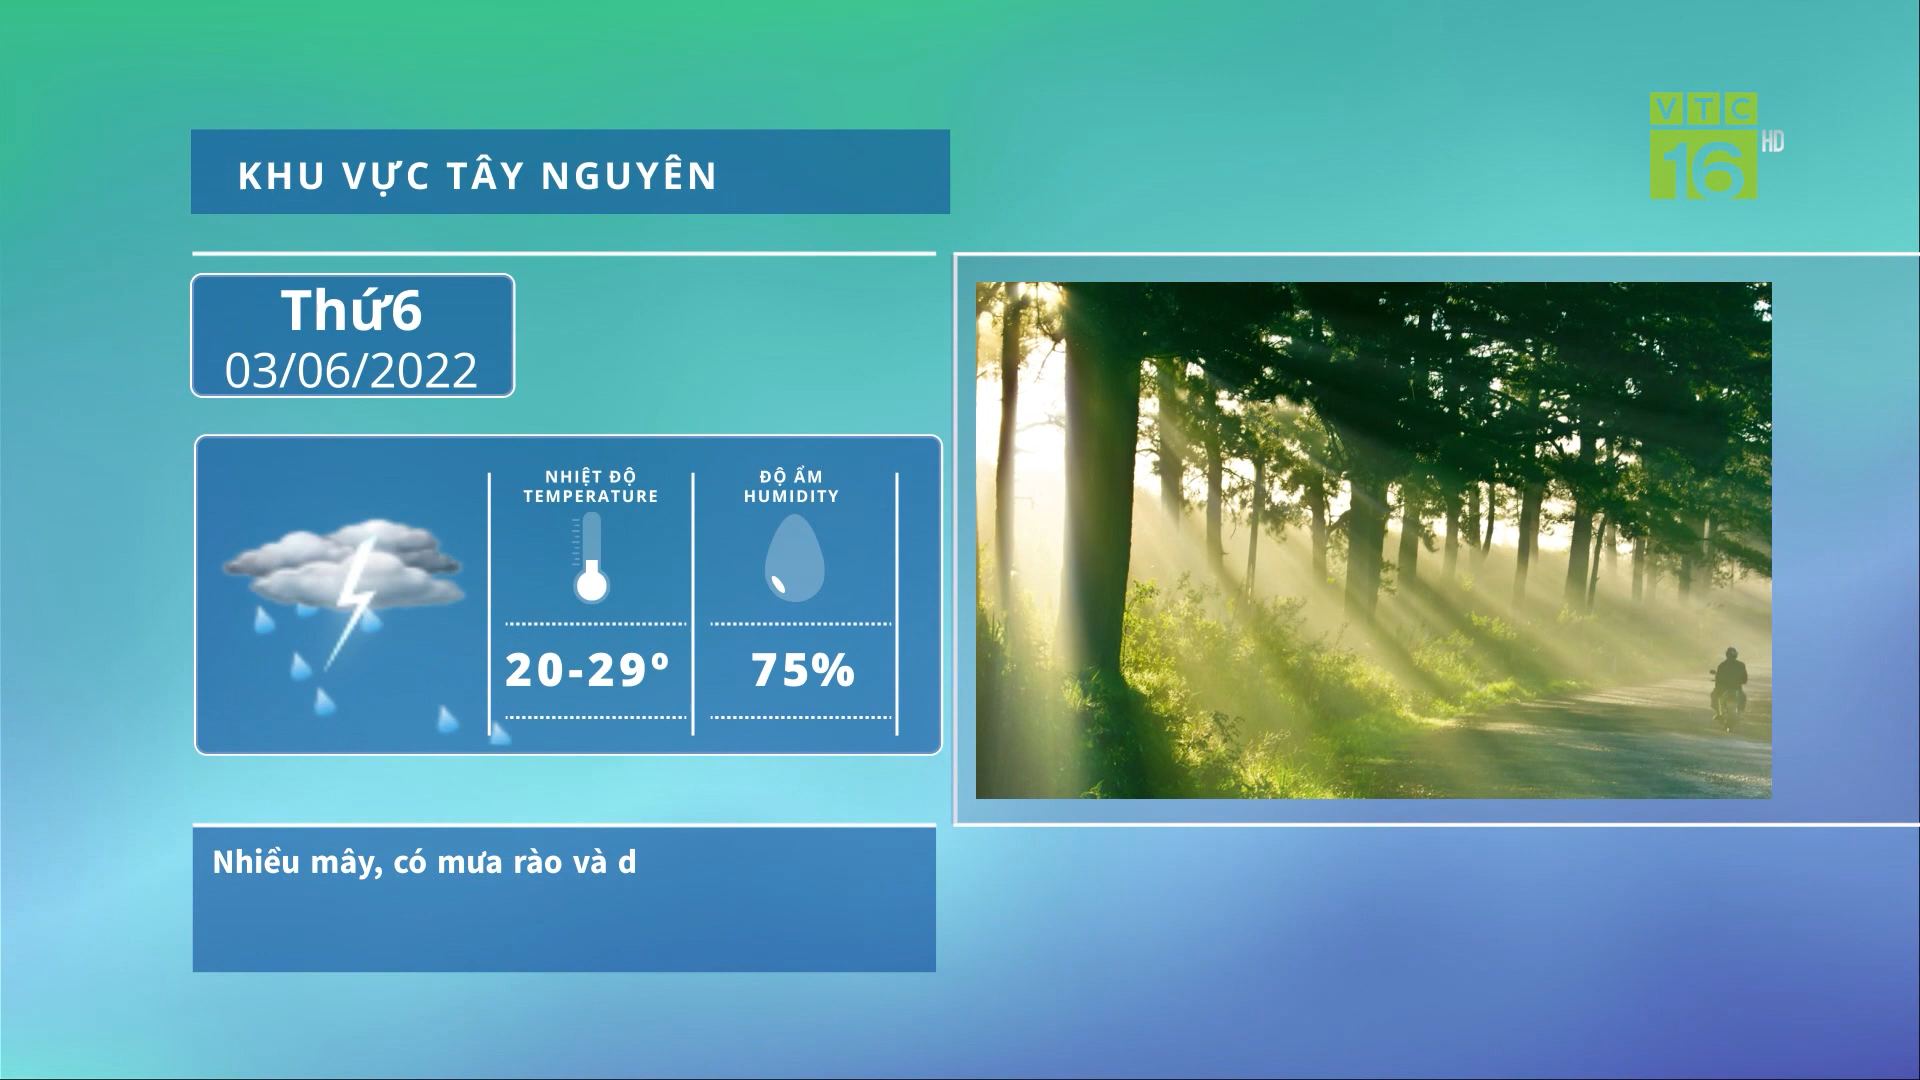 KHU VỰC TÂY NGUYÊN
VTC
16
HD
Thứ6
03/06/2022
NHIỆT ĐỘ
TEMPERATURE
ĐỘ ẨM
HUMIDITY
20-29º
75%
Nhiều mây, có mưa rào và d